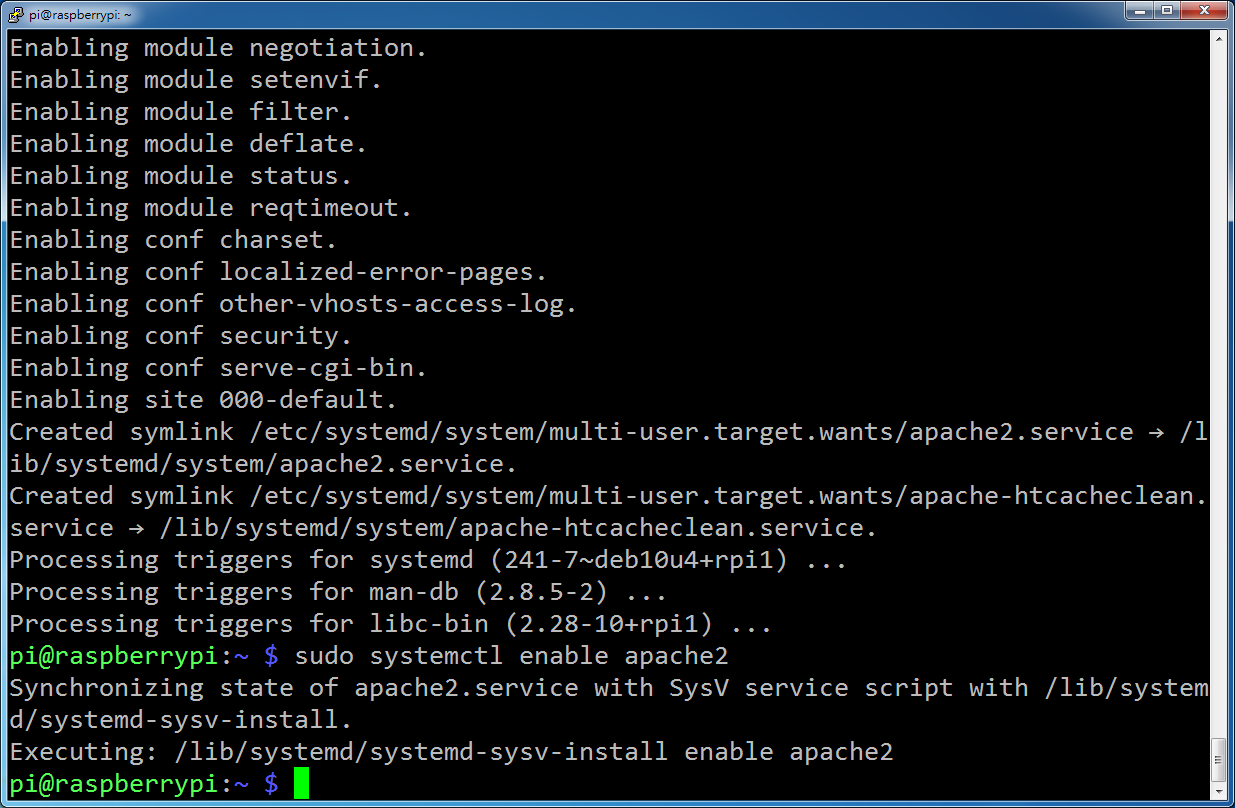 pi@raspberrypi: ~
Enabling module negotiation.
Enabling module setenvif.
Enabling module filter.
Enabling module deflate.
Enabling module status.
Enabling module reqtimeout.
Enabling conf charset.
Enabling conf localized-error-pages.
Enabling conf other-vhosts-access-log.
Enabling conf security.
Enabling conf serve-cgi-bin.
Enabling site 000-default.
Created symlink /etc/systemd/system/multi-user.target.wants/apache2.service → /l
ib/systemd/system/apache2.service.
Created symlink /etc/systemd/system/multi-user.target.wants/apache-htcacheclean.
service → /lib/systemd/system/apache-htcacheclean.service.
Processing triggers for systemd (241-7~deb10u4+rpi1) ...
Processing triggers for man-db (2.8.5-2) ...
Processing triggers for libc-bin (2.28-10+rpi1) ...
pi@raspberrypi:~ $ sudo systemctl enable apache2
Synchronizing state of apache2.service with SysV service script with /lib/system
d/systemd-sysv-install.
Executing: /lib/systemd/systemd-sysv-install enable apache2
pi@raspberrypi:~ $